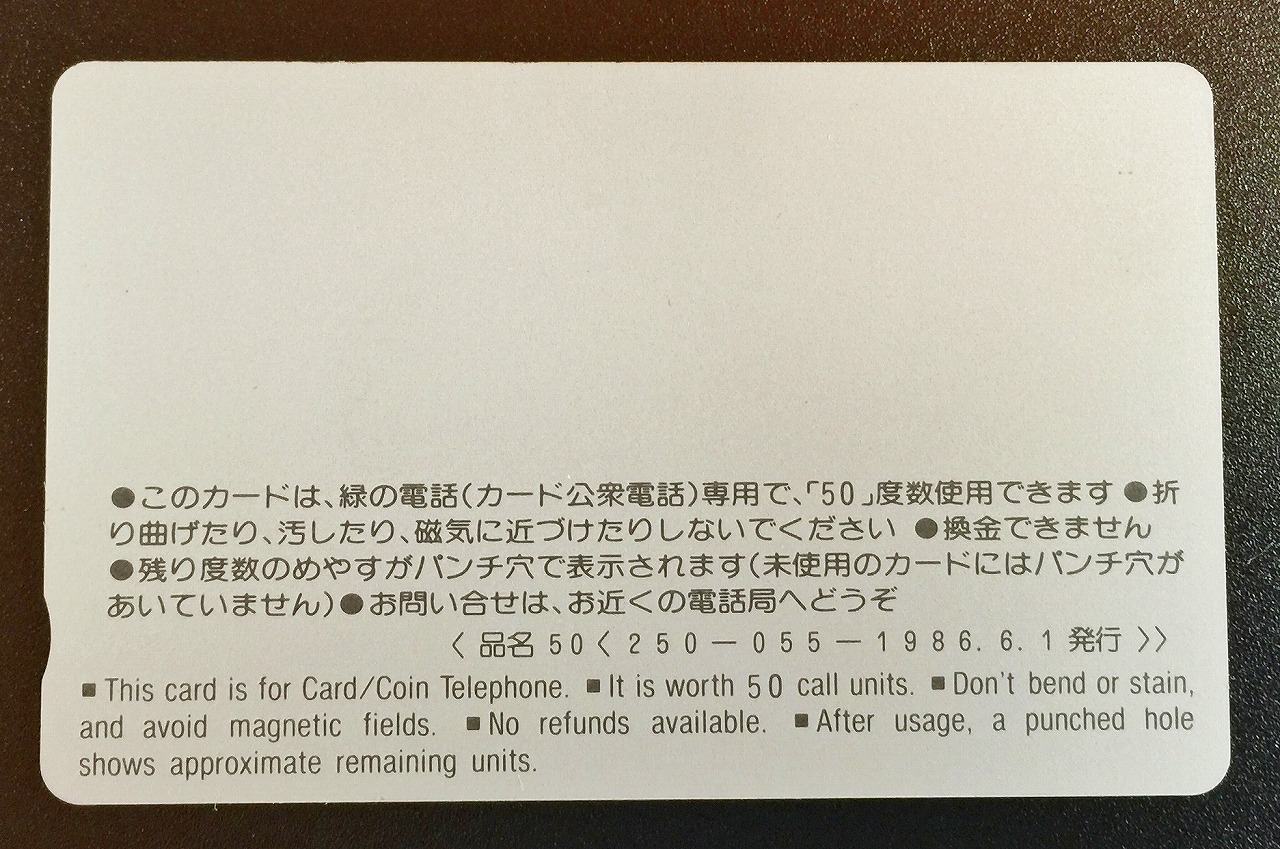 ●このカードは、緑の電話(カード公衆電話)専用で、「50」度数使用できます ●折
り曲げたり、汚したり、磁気に近づけたりしないでください ●換金できません
●残り度数のめやすがパンチ穴で表示されます(未使用のカードにはパンチ穴が
あいていません)●お問い合せは、お近くの電話局へどうぞ
〈 品名 50〈 250－055－1986.6.1 発行 〉〉
■This card is for Card/Coin Telephone. ■It is worth 50 call units. ■Don't bend or stain,
and avoid magnetic fields. ■No refunds available. ■After usage, a punched hole
shows approximate remaining units.